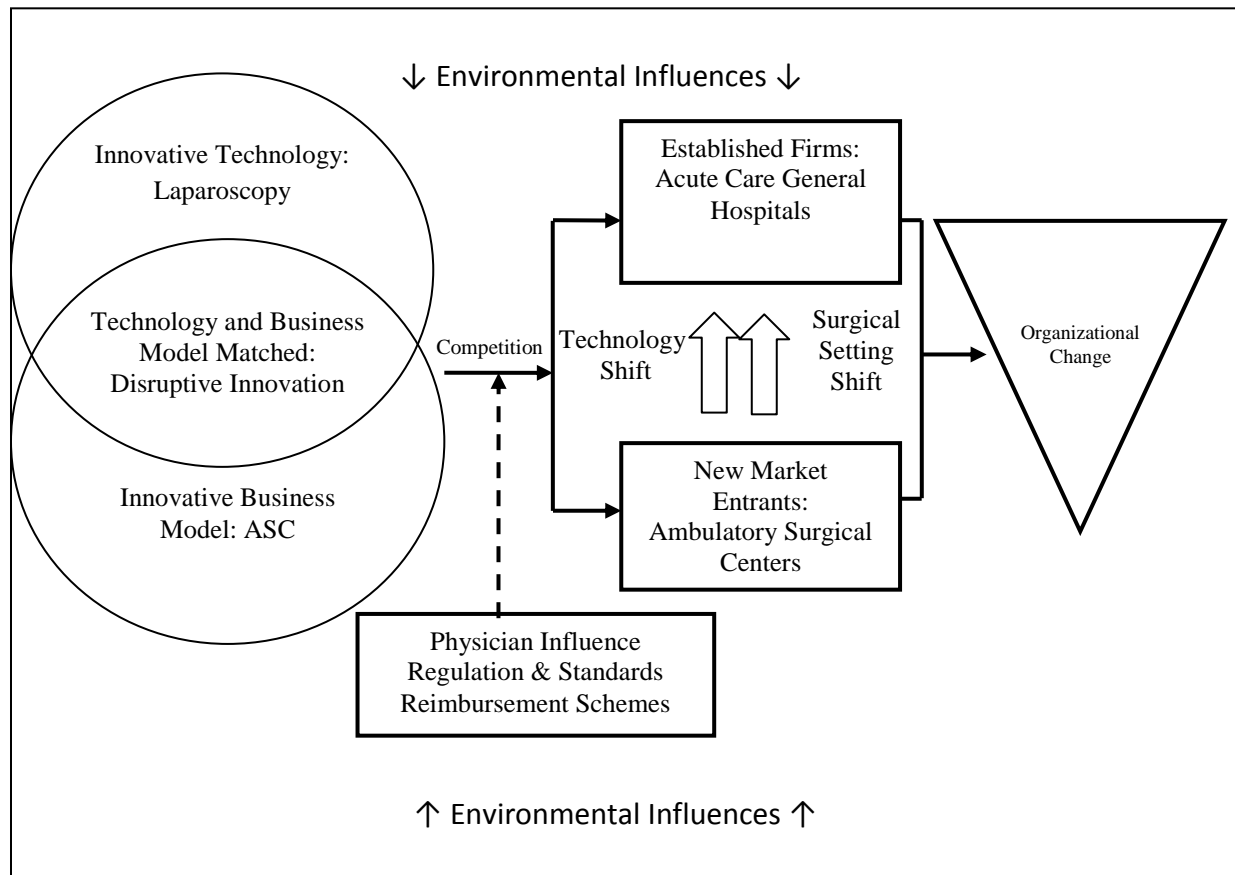 ↓ Environmental Influences ↓
Innovative Technology:
Laparoscopy
Technology and Business
Model Matched:
Disruptive Innovation
Innovative Business
Model: ASC
Competition
Established Firms:
Acute Care General
Hospitals
Technology
Shift
Surgical
Setting
Shift
New Market
Entrants:
Ambulatory Surgical
Centers
Organizational
Change
Physician Influence
Regulation & Standards
Reimbursement Schemes
↑ Environmental Influences ↑